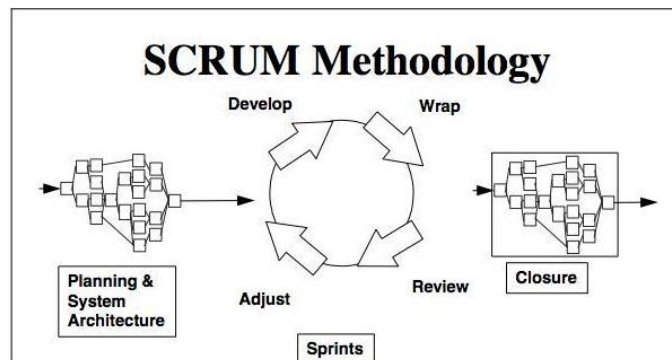 SCRUM Methodology
Develop
Wrap
Planning &
System
Architecture
Adjust
Review
Closure
Sprints